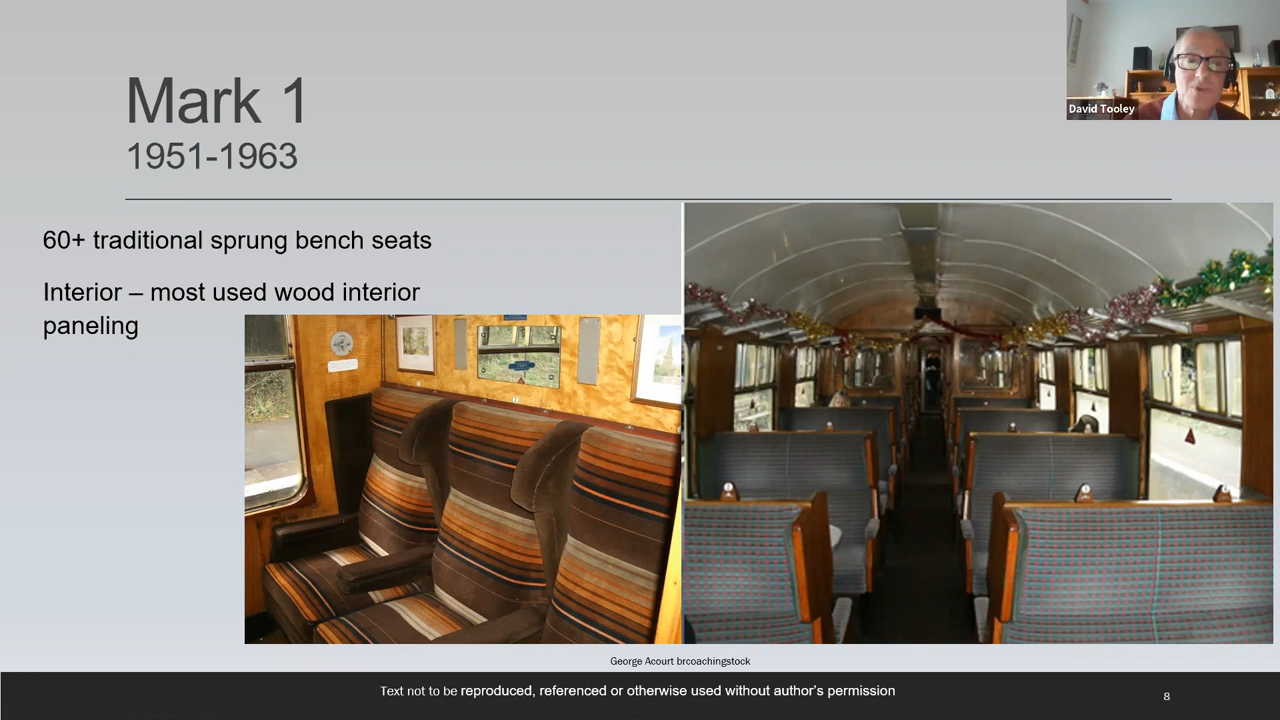 Mark 1
1951-1963
David Tooley
60+ traditional sprung bench seats
Interior – most used wood interior
paneling
George Acourt brcoachingstock
Text not to be reproduced, referenced or otherwise used without author's permission
8